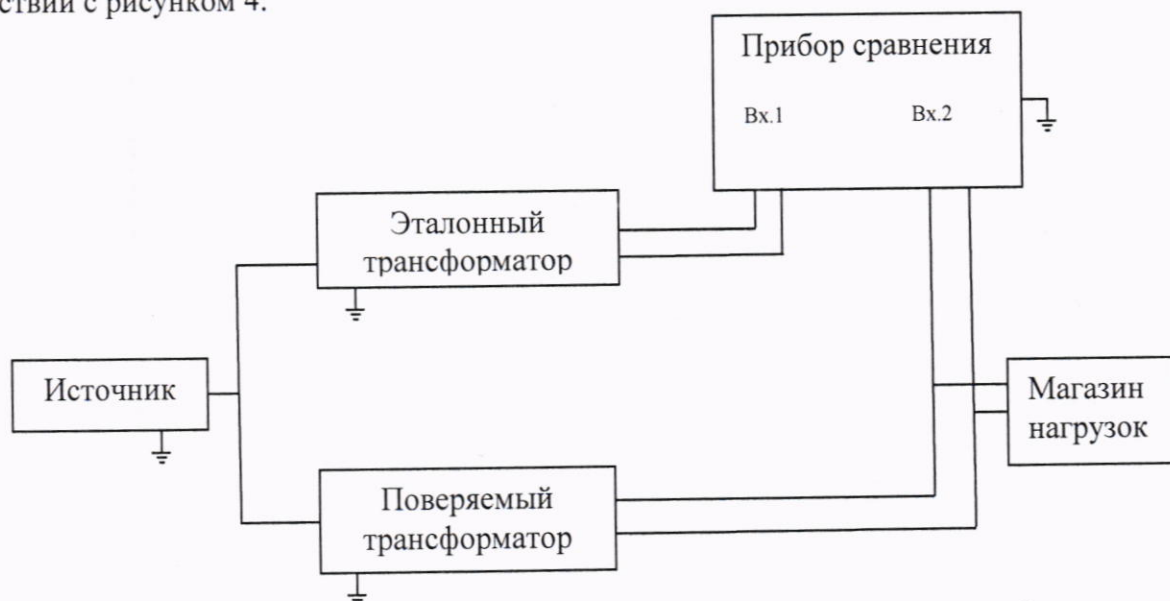 ствии с рисунком 4.
Прибор сравнения
Вх.1 Вх.2
Эталонный
трансформатор
Источник
Магазин
нагрузок
Поверяемый
трансформатор